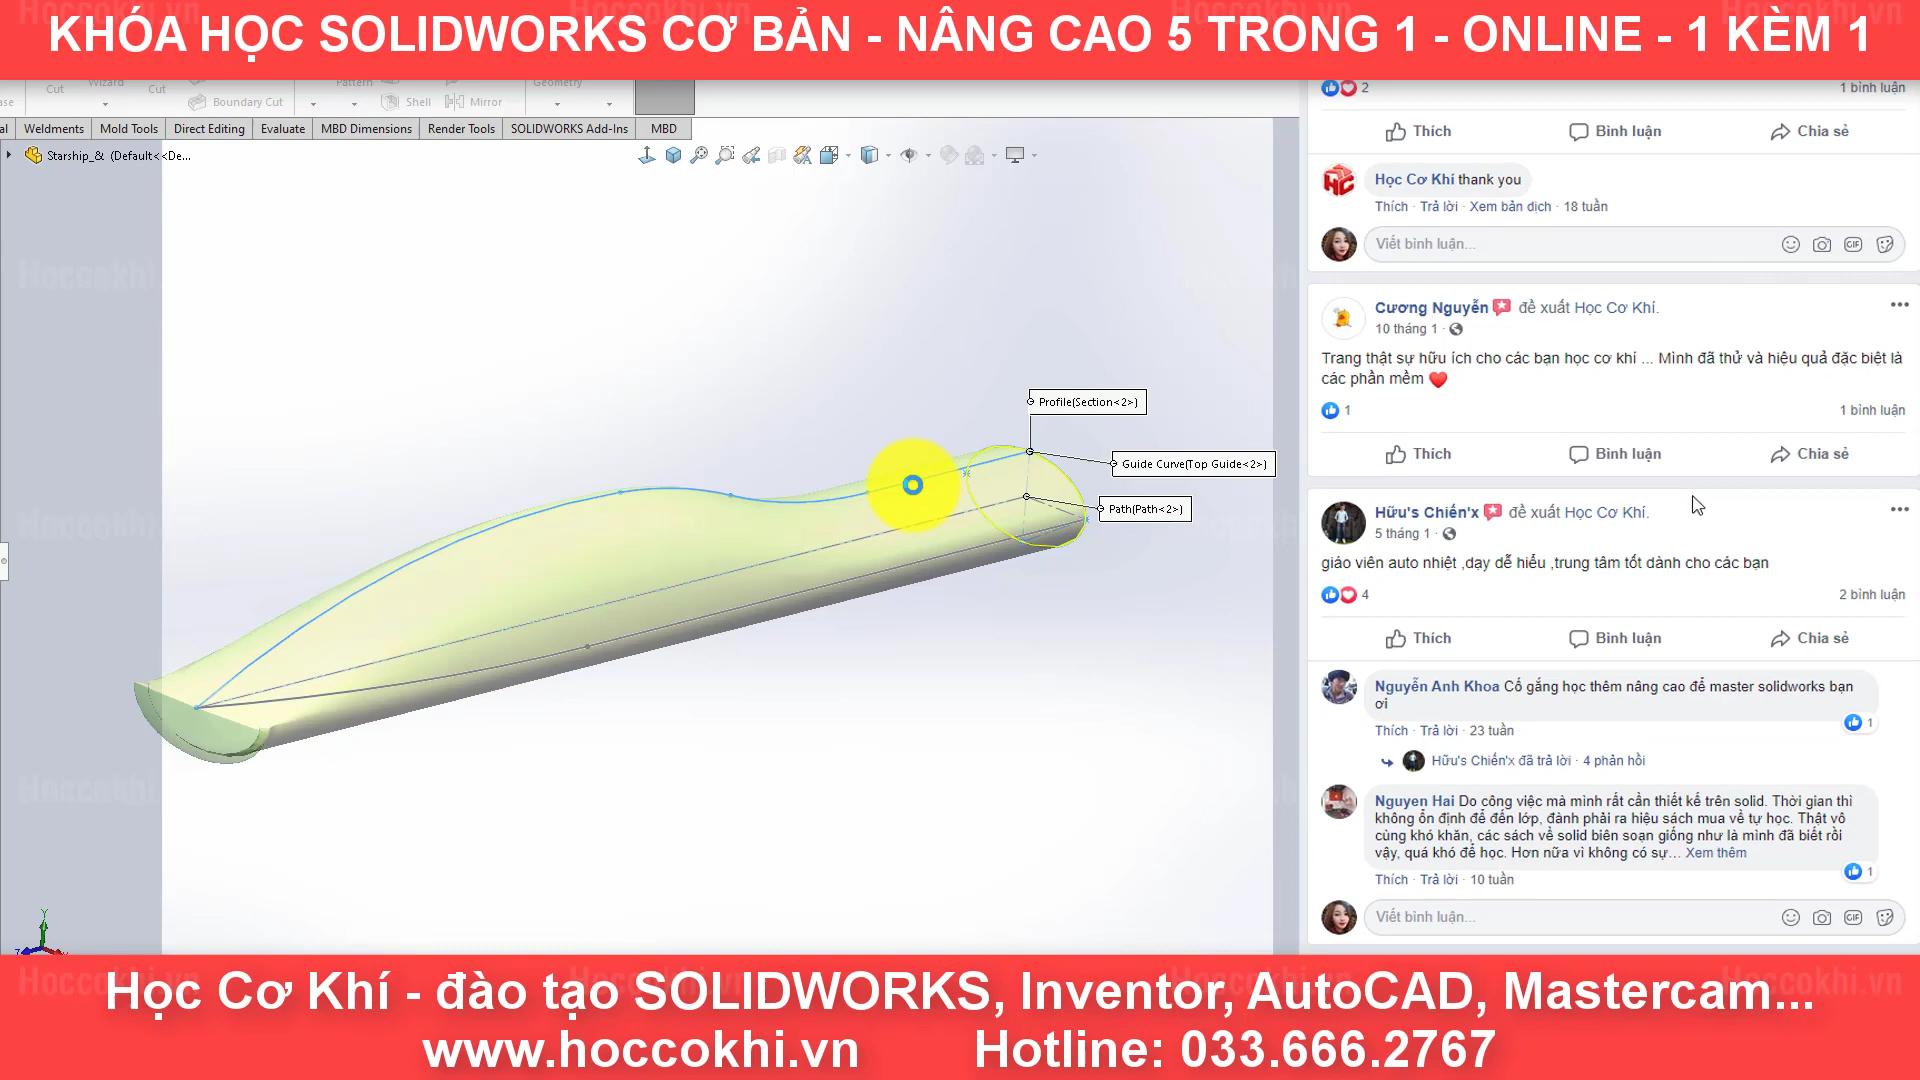 KHÓA HỌC SOLIDWORKS CƠ BẢN - NÂNG CAO 5 TRONG 1 - ONLINE - 1 KÈM 1
Cut
Wizard
Cut
Pattern
Geometry
Boundary Cut
Shell
Mirror
Weldments
Mold Tools
Direct Editing
Evaluate
MBD Dimensions
Render Tools
SOLIDWORKS Add-Ins
MBD
Starship_& (Default<<De...
Profile(Section<2>)
Guide Curve(Top Guide<2>)
Path(Path<2>)
Y
2
1 bình luận
Thích
Bình luận
Chia sẻ
Học Cơ Khí thank you
Thích · Trả lời · Xem bản dịch · 18 tuần
Viết bình luận...
GIF
Cương Nguyễn đề xuất Học Cơ Khí.
10 tháng 1 ·
Trang thật sự hữu ích cho các bạn học cơ khí ... Mình đã thử và hiệu quả đặc biệt là
các phần mềm
1
1 bình luận
Thích
Bình luận
Chia sẻ
Hữu's Chiến'x đề xuất Học Cơ Khí.
5 tháng 1 ·
giáo viên auto nhiệt ,dạy dễ hiểu ,trung tâm tốt dành cho các bạn
4
2 bình luận
Thích
Bình luận
Chia sẻ
Nguyễn Anh Khoa Cố gắng học thêm nâng cao để master solidworks bạn
ơi
1
Thích · Trả lời · 23 tuần
Hữu's Chiến'x đã trả lời · 4 phản hồi
Nguyen Hai Do công việc mà mình rất cần thiết kế trên solid. Thời gian thì
không ổn định để đến lớp, đành phải ra hiệu sách mua về tự học. Thật vô
cùng khó khăn, các sách về solid biên soạn giống như là mình đã biết rồi
vậy, quá khó để học. Hơn nữa vì không có sự... Xem thêm
1
Thích · Trả lời · 10 tuần
Viết bình luận...
GIF
Học Cơ Khí - đào tạo SOLIDWORKS, Inventor, AutoCAD, Mastercam...
www.hoccokhi.vn
Hotline: 033.666.2767